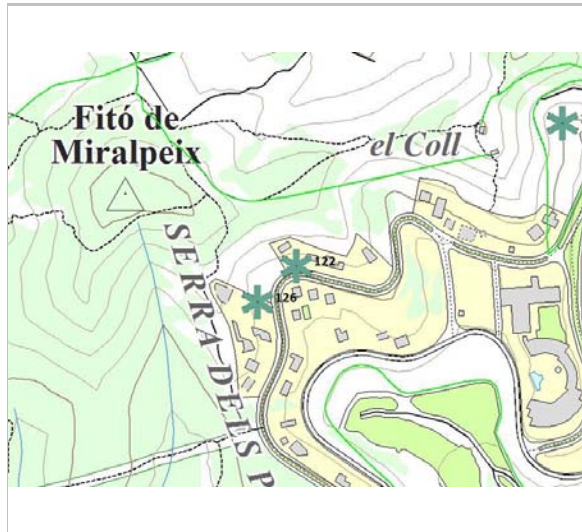 Fitó de
Miralpeix
el Coll
122
126
SERRA DELS P